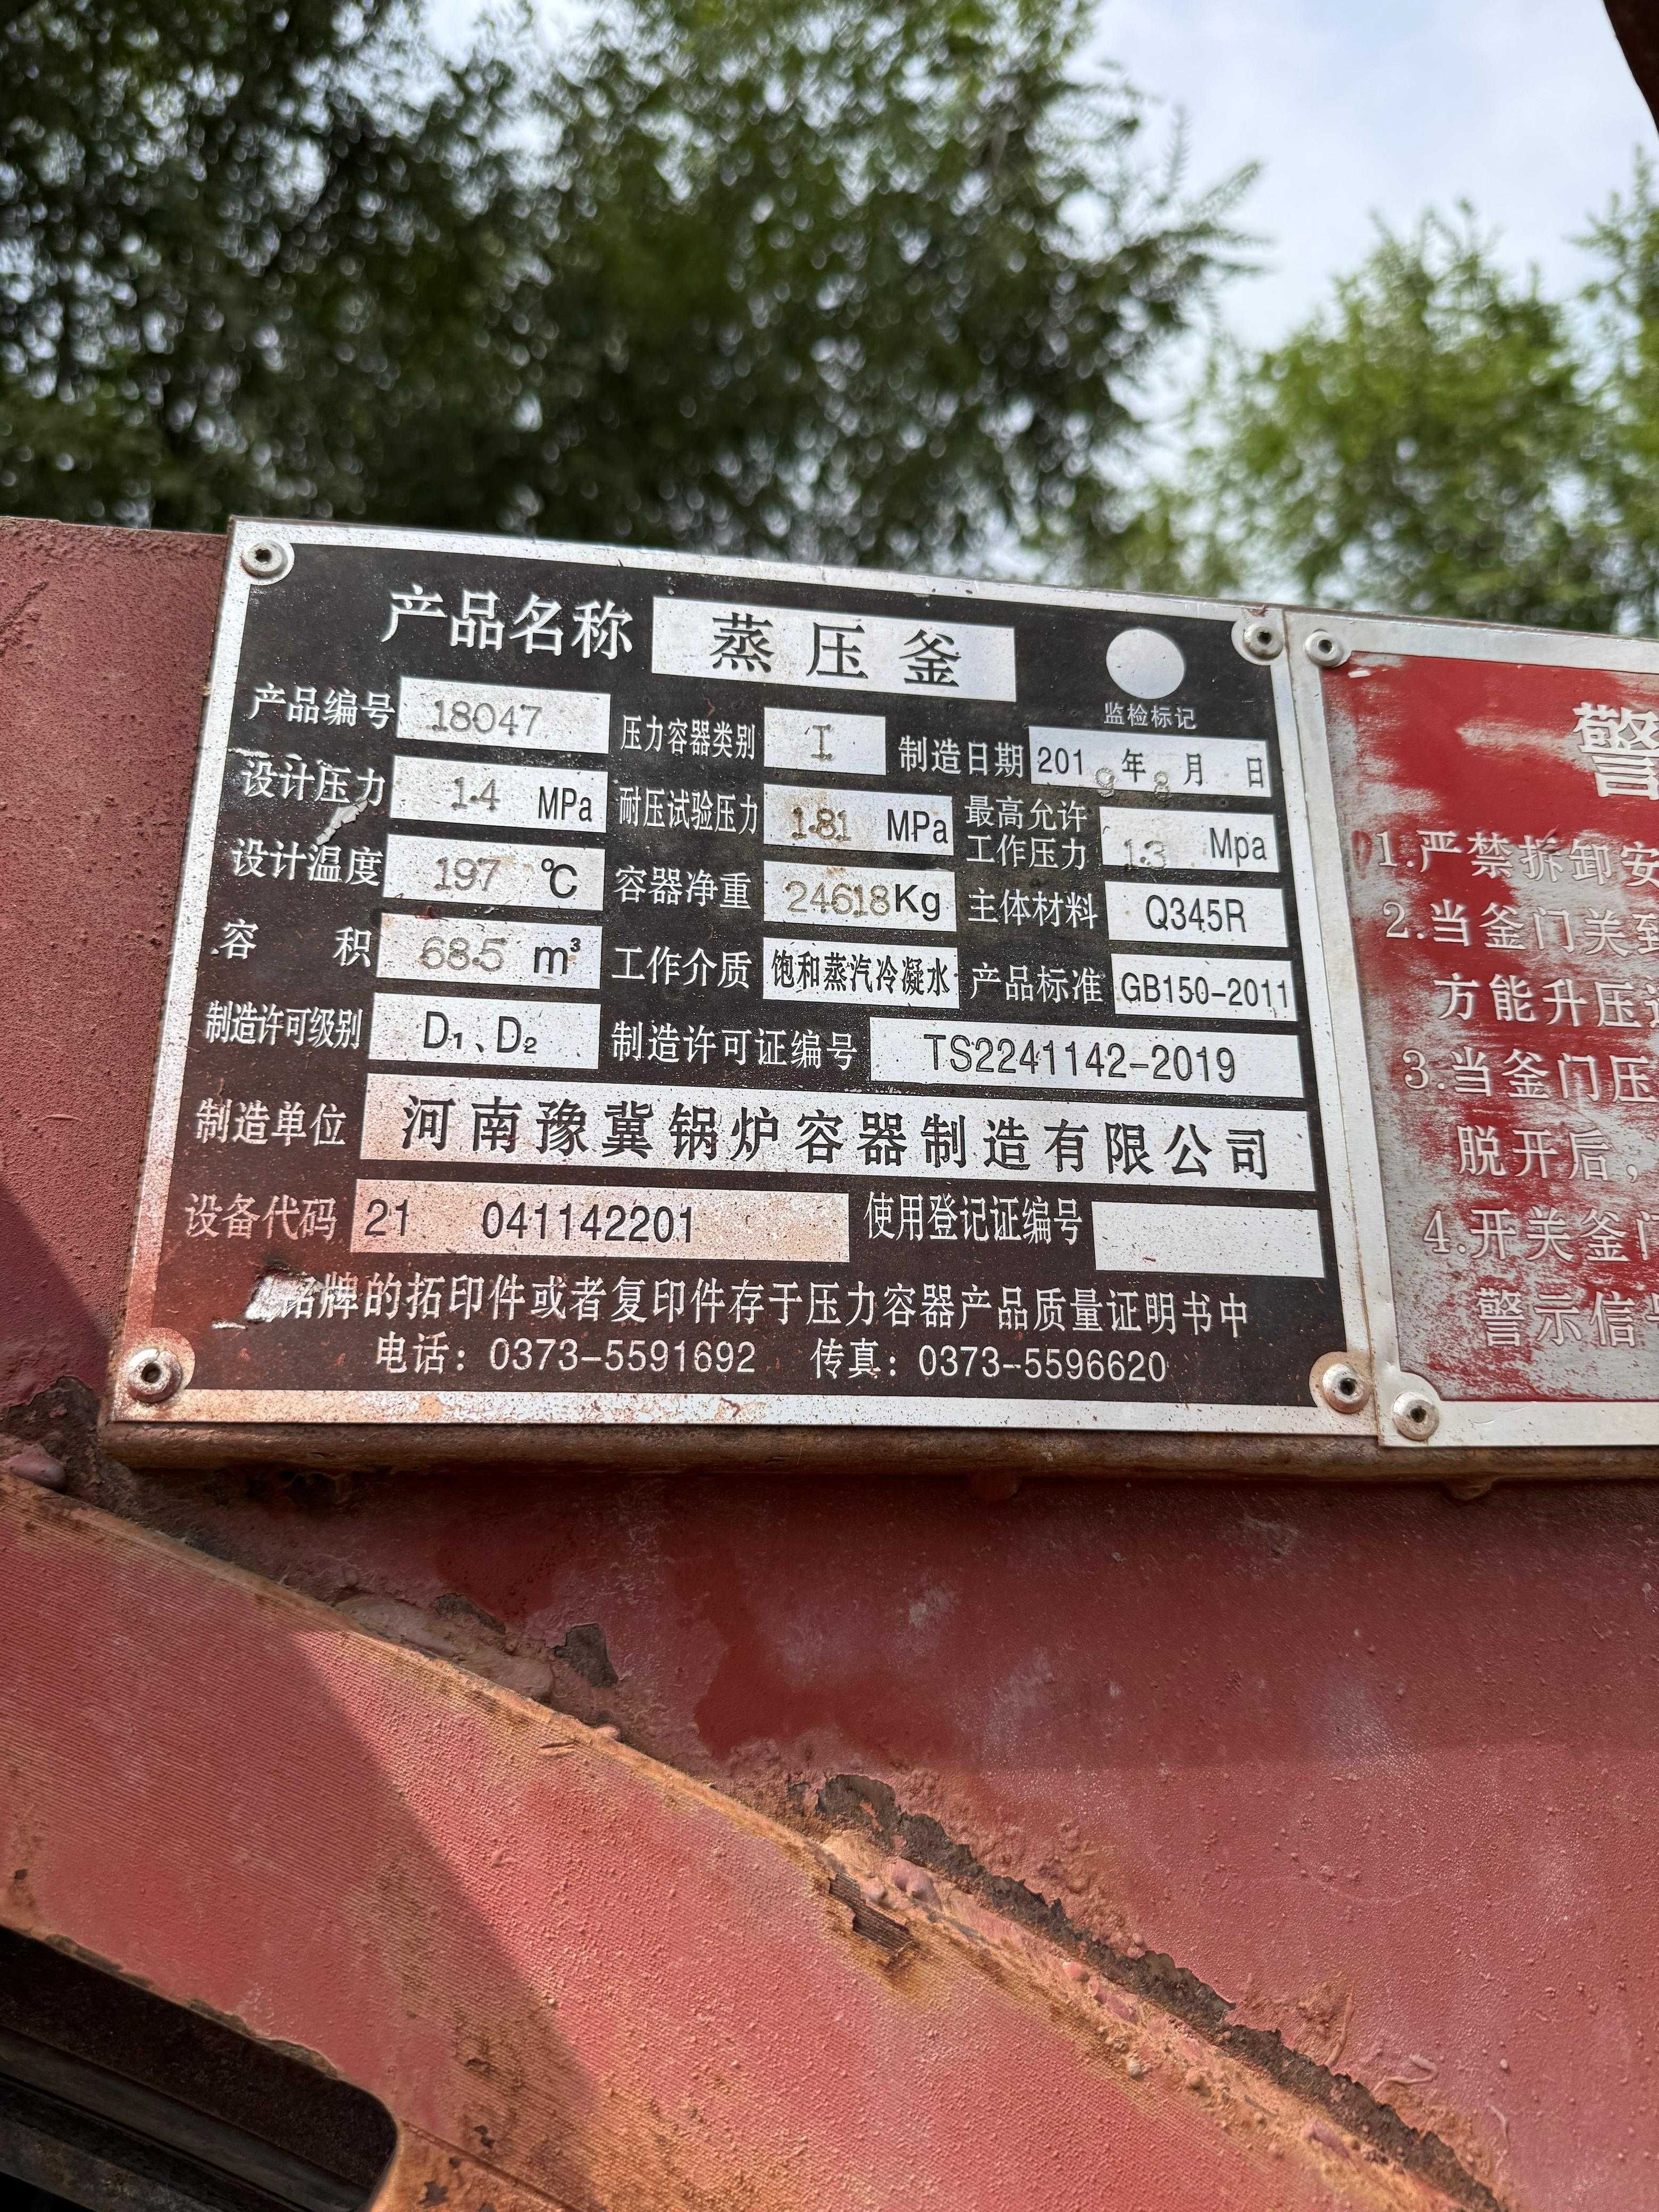 产品名称 蒸压釜
监检标记
产品编号 18047 压力容器类别 I 制造日期 2019年8月 日
设计压力 1.4 MPa 耐压试验压力 1.81 MPa 最高允许工作压力 1.3 Mpa
设计温度 197 ℃ 容器净重 24618Kg 主体材料 Q345R
容 积 68.5 m³ 工作介质 饱和蒸汽冷凝水 产品标准 GB150-2011
制造许可级别 D₁、D₂ 制造许可证编号 TS2241142-2019
制造单位 河南豫冀锅炉容器制造有限公司
设备代码 21 041142201 使用登记证编号
铭牌的拓印件或者复印件存于压力容器产品质量证明书中
电话：0373-5591692 传真：0373-5596620
警
1.严禁拆卸安
2.当釜门关到
方能升压
3.当釜门压
脱开后，
4.开关釜门
警示信号